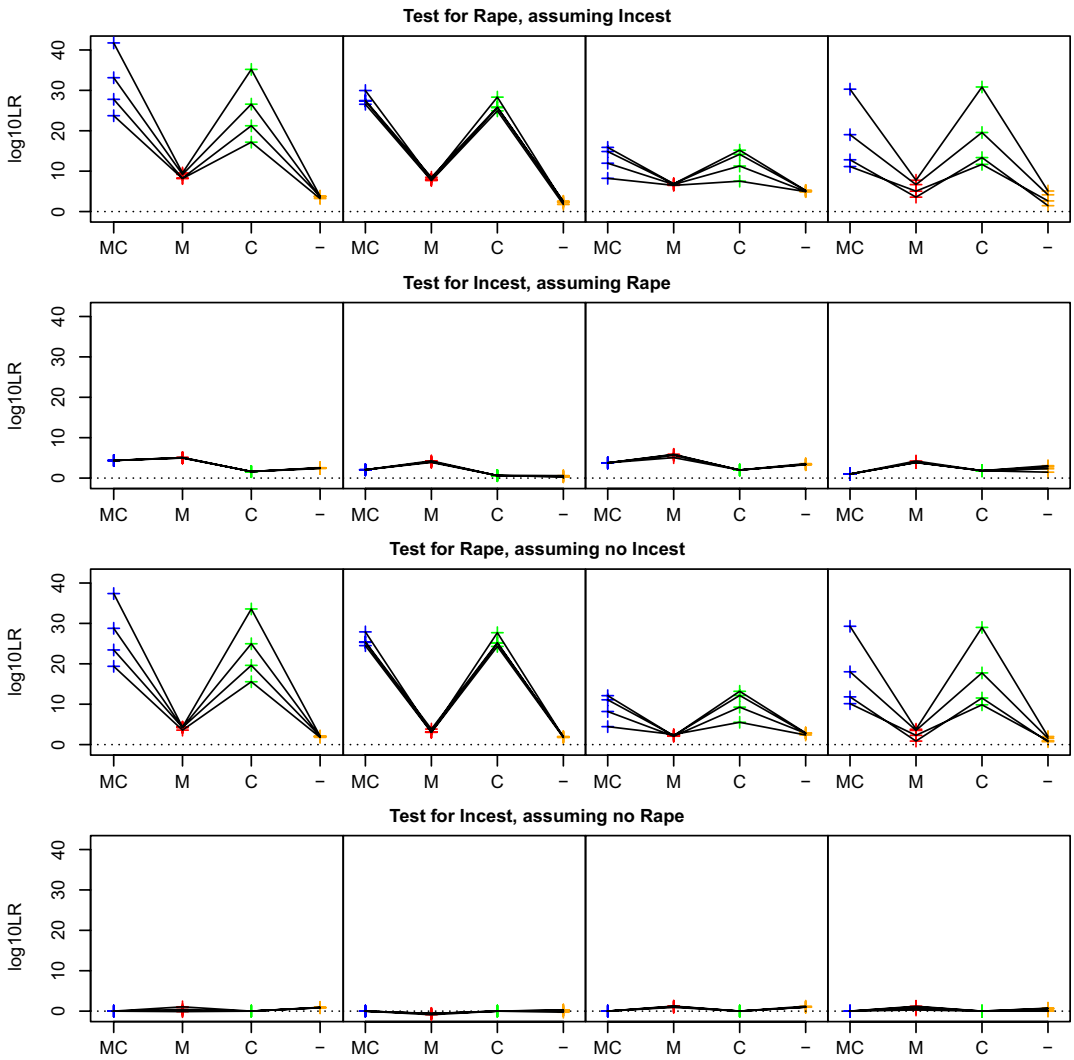 Test for Rape, assuming Incest
log10LR
40
30
20
10
0
MC M C – MC M C – MC M C – MC M C –
Test for Incest, assuming Rape
log10LR
40
30
20
10
0
MC M C – MC M C – MC M C – MC M C –
Test for Rape, assuming no Incest
log10LR
40
30
20
10
0
MC M C – MC M C – MC M C – MC M C –
Test for Incest, assuming no Rape
log10LR
40
30
20
10
0
MC M C – MC M C – MC M C – MC M C –